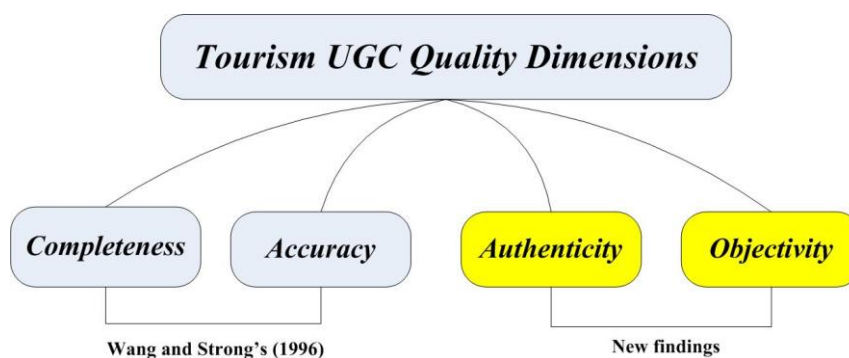 Tourism UGC Quality Dimensions
Completeness
Accuracy
Authenticity
Objectivity
Wang and Strong's (1996)
New findings